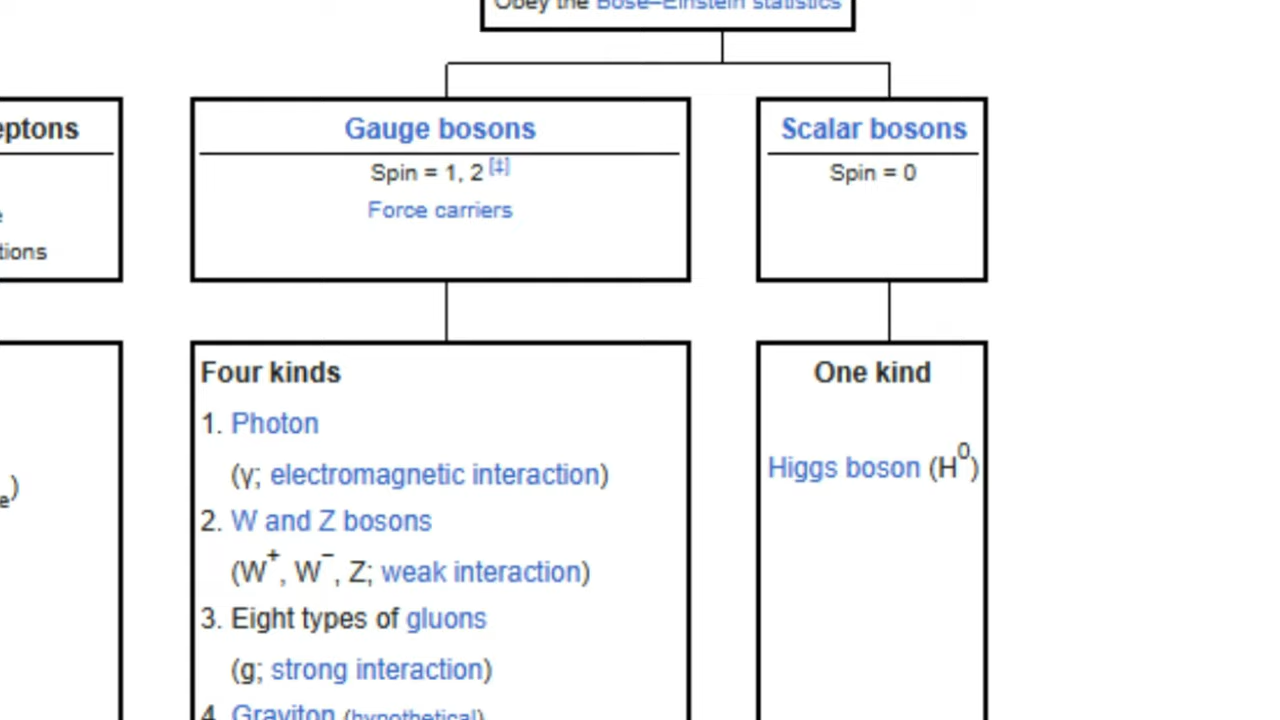 Obey the Bose–Einstein statistics
eptons
Gauge bosons
Scalar bosons
Spin = 1, 2 [‡]
Spin = 0
e
Force carriers
tions
Four kinds
One kind
1. Photon
(γ; electromagnetic interaction)
Higgs boson (H⁰)
e)
2. W and Z bosons
(W⁺, W⁻, Z; weak interaction)
3. Eight types of gluons
(g; strong interaction)
4. Graviton (hypothetical)